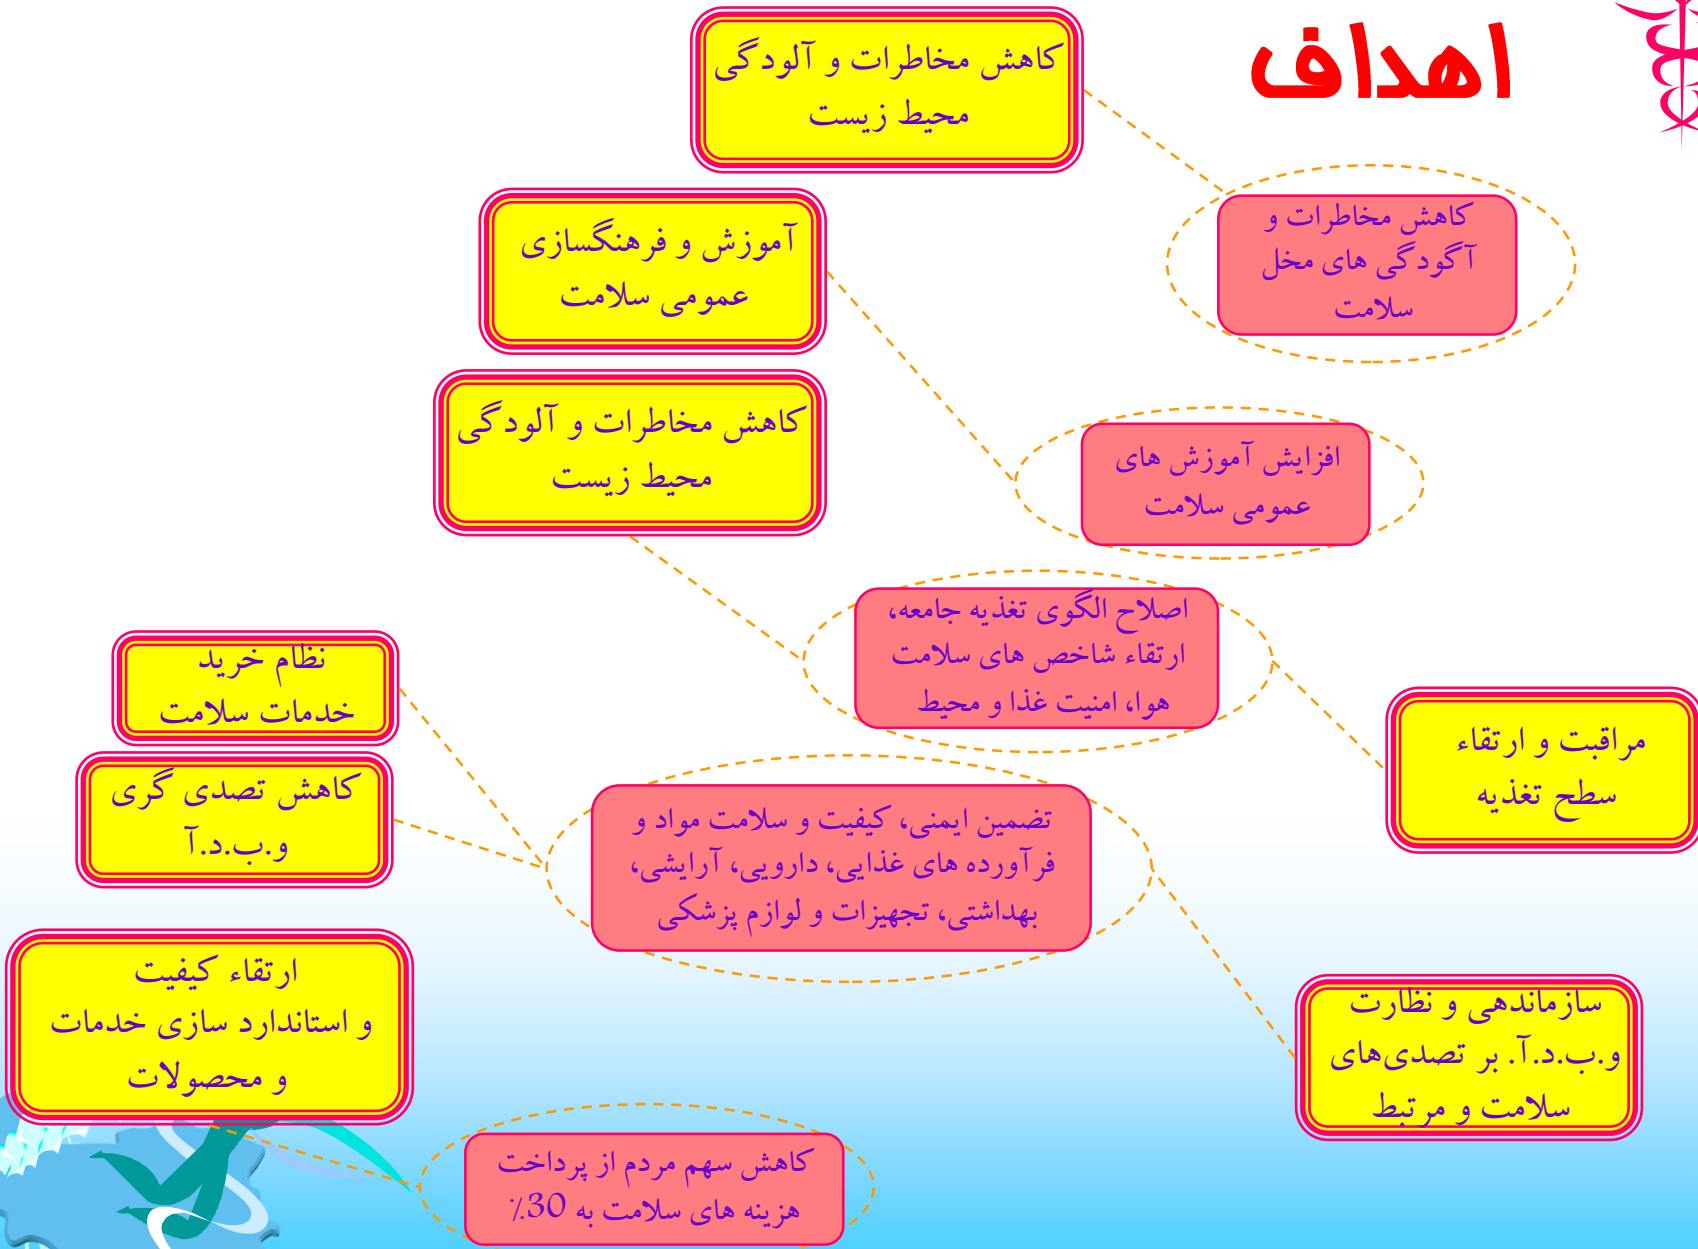 اهداف
کاهش مخاطرات و آلودگی
محیط زیست
کاهش مخاطرات و
آگودگی های مخل
سلامت
آموزش و فرهنگسازی
عمومی سلامت
کاهش مخاطرات و آلودگی
محیط زیست
افزایش آموزش های
عمومی سلامت
اصلاح الگوی تغذیه جامعه،
ارتقاء شاخص های سلامت
هوا، امنیت غذا و محیط
نظام خرید
خدمات سلامت
مراقبت و ارتقاء
سطح تغذیه
کاهش تصدی گری
و.ب.د.آ
تضمین ایمنی، کیفیت و سلامت مواد و
فرآورده های غذایی، دارویی، آرایشی،
بهداشتی، تجهیزات و لوازم پزشکی
ارتقاء کیفیت
و استاندارد سازی خدمات
و محصولات
سازماندهی و نظارت
و.ب.د.آ. بر تصدی‌های
سلامت و مرتبط
کاهش سهم مردم از پرداخت
هزینه های سلامت به 30٪